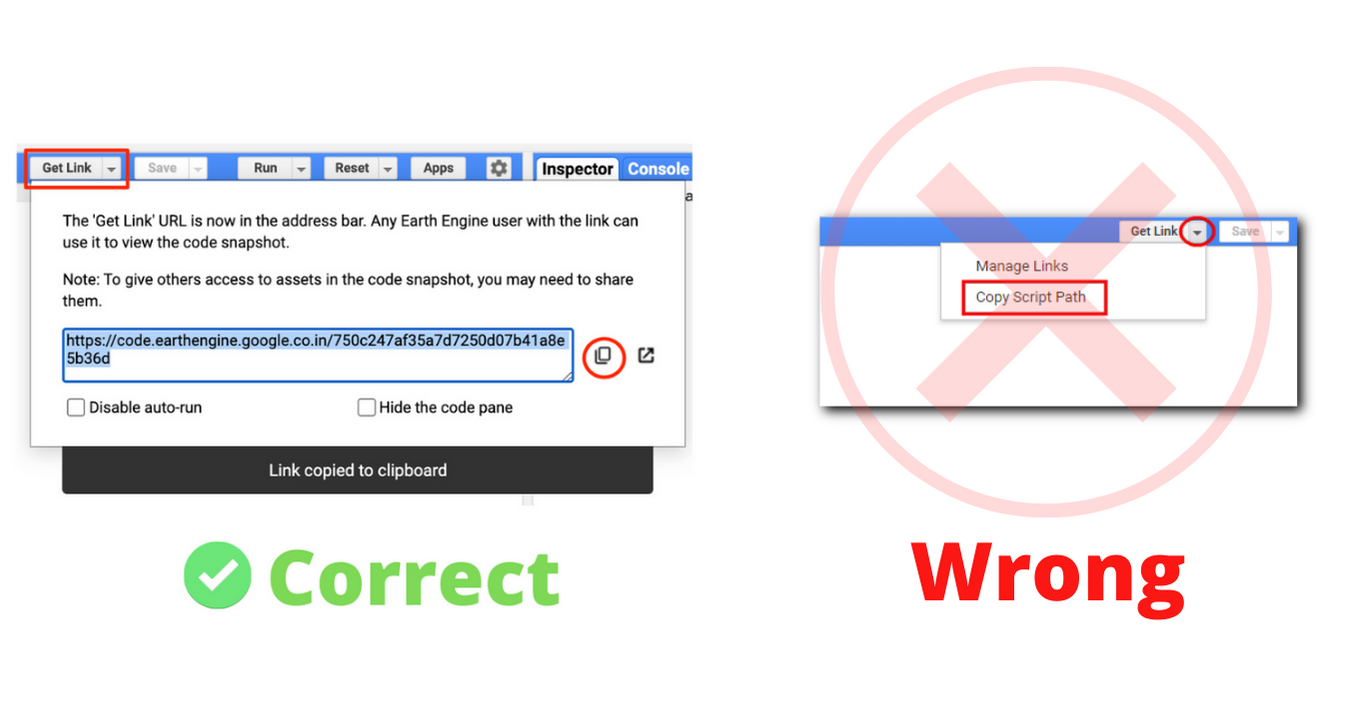 Get Link Save Run Reset Apps Inspector Console
a
The 'Get Link' URL is now in the address bar. Any Earth Engine user with the link can
use it to view the code snapshot.
Note: To give others access to assets in the code snapshot, you may need to share
them.
https://code.earthengine.google.co.in/750c247af35a7d7250d07b41a8e
5b36d
Disable auto-run Hide the code pane
Link copied to clipboard
Correct
Get Link Save
Manage Links
Copy Script Path
Wrong